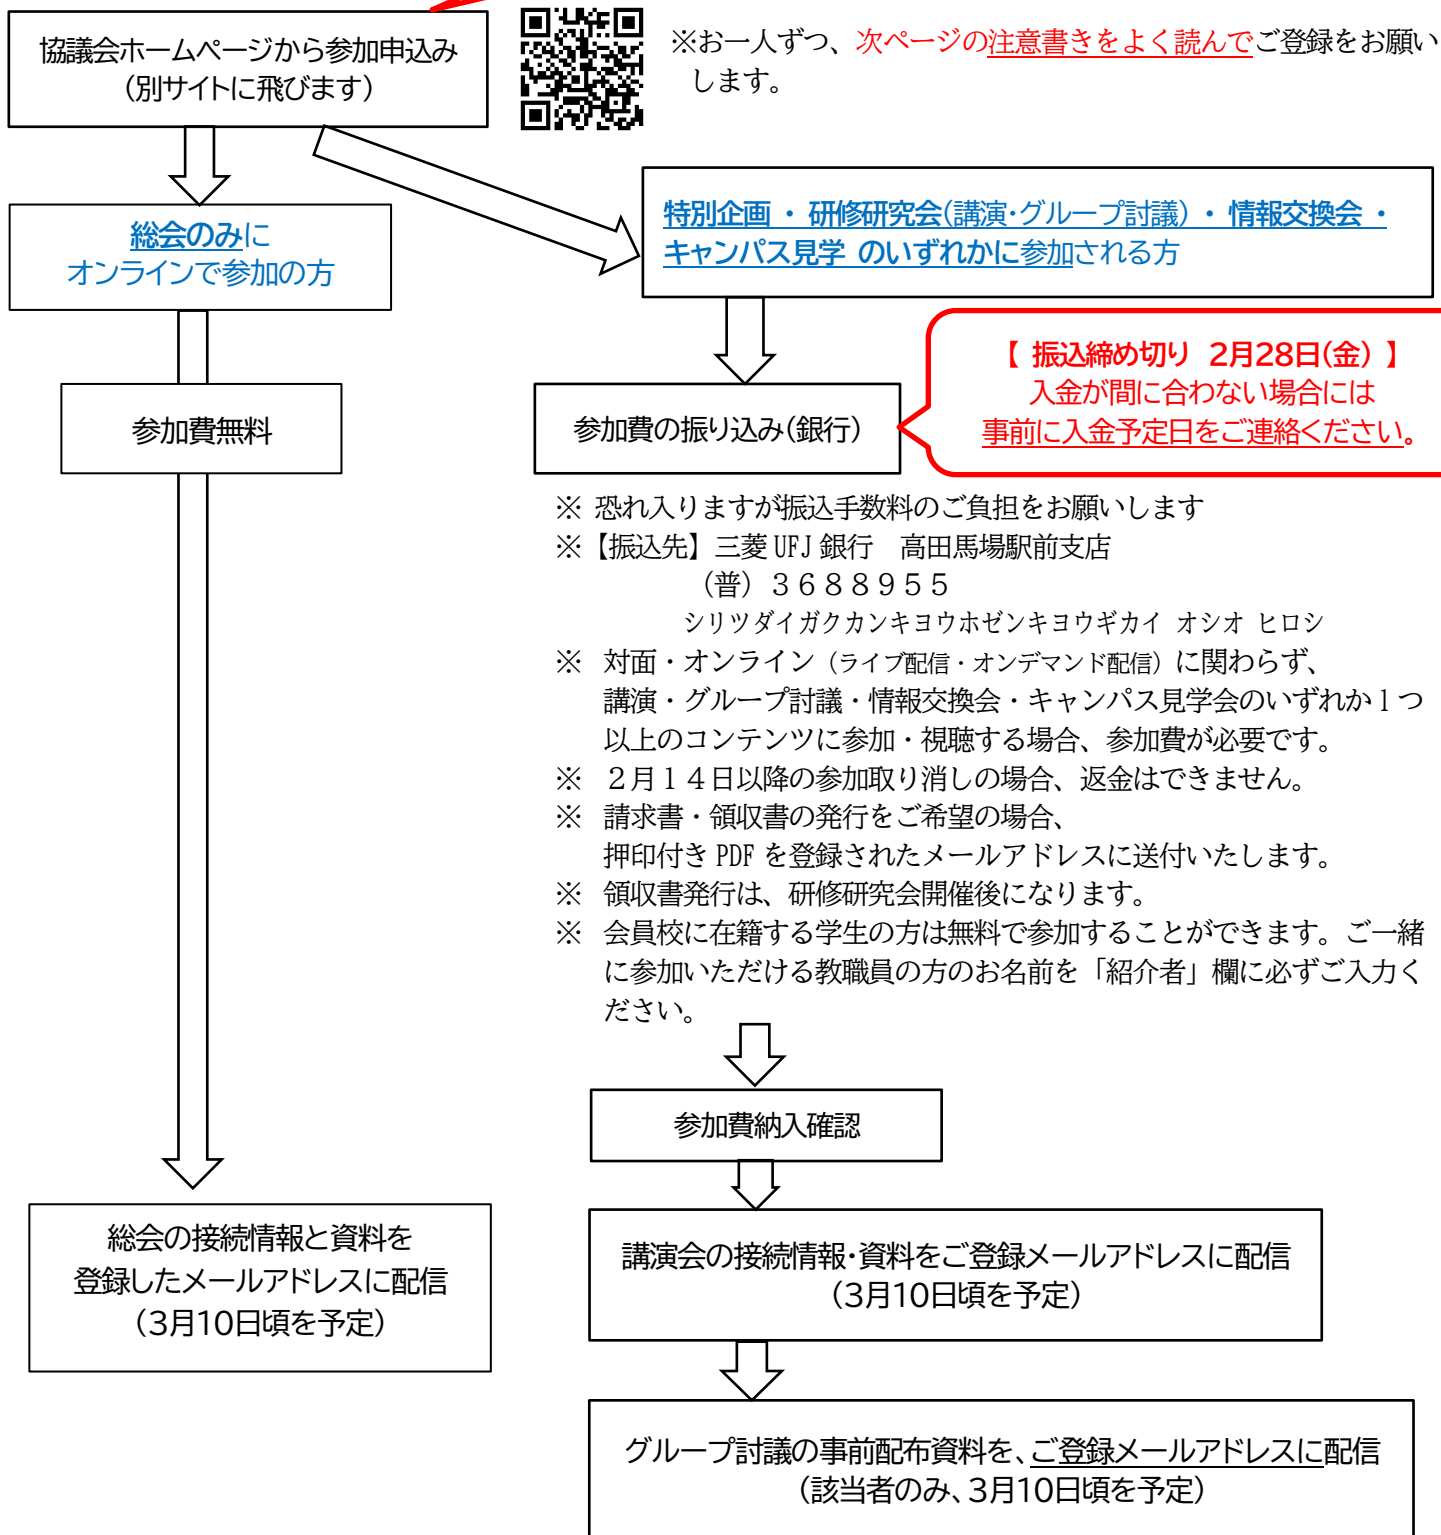 協議会ホームページから参加申込み
(別サイトに飛びます)
※お一人ずつ、次ページの注意書きをよく読んでご登録をお願い
します。
総会のみに
オンラインで参加の方
特別企画 ・ 研修研究会(講演・グループ討議) ・ 情報交換会 ・
キャンパス見学 のいずれかに参加される方
参加費無料
参加費の振り込み(銀行)
【 振込締め切り 2月28日(金) 】
入金が間に合わない場合には
事前に入金予定日をご連絡ください。
※ 恐れ入りますが振込手数料のご負担をお願いします
※【振込先】三菱UFJ銀行 高田馬場駅前支店
(普)3688955
シリツダイガクカンキヨウホゼンキヨウギカイ オシオ ヒロシ
※ 対面・オンライン(ライブ配信・オンデマンド配信)に関わらず、
講演・グループ討議・情報交換会・キャンパス見学会のいずれか1つ
以上のコンテンツに参加・視聴する場合、参加費が必要です。
※ 2月14日以降の参加取り消しの場合、返金はできません。
※ 請求書・領収書の発行をご希望の場合、
押印付きPDFを登録されたメールアドレスに送付いたします。
※ 領収書発行は、研修研究会開催後になります。
※ 会員校に在籍する学生の方は無料で参加することができます。ご一緒
に参加いただける教職員の方のお名前を「紹介者」欄に必ずご入力く
ださい。
参加費納入確認
総会の接続情報と資料を
登録したメールアドレスに配信
(3月10日頃を予定)
講演会の接続情報・資料をご登録メールアドレスに配信
(3月10日頃を予定)
グループ討議の事前配布資料を、ご登録メールアドレスに配信
(該当者のみ、3月10日頃を予定)